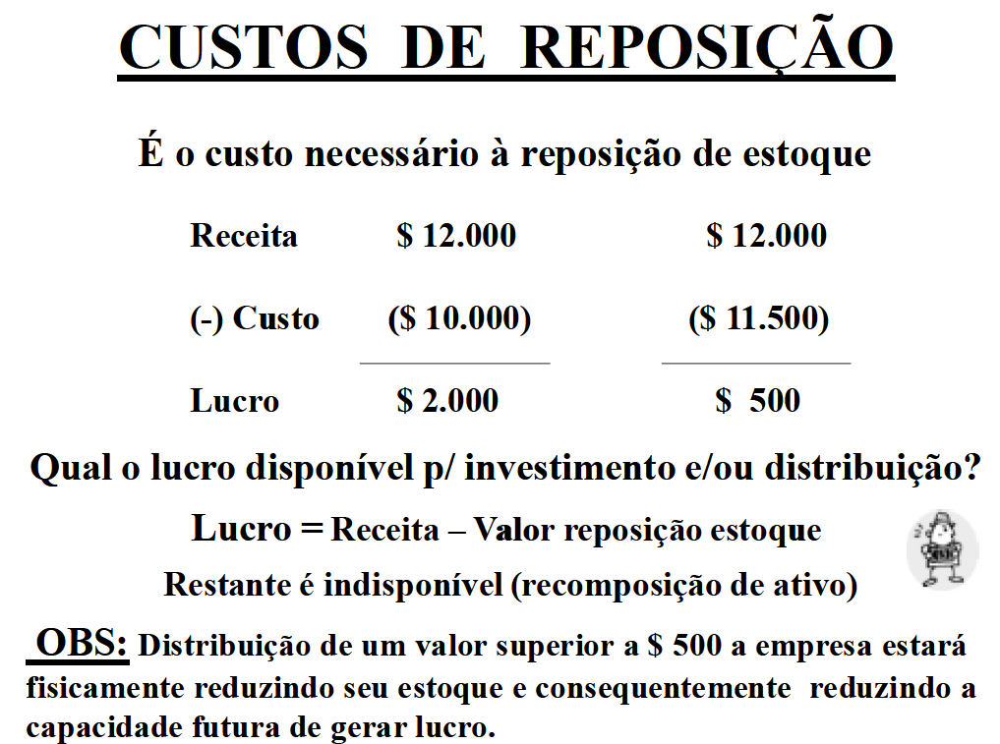 CUSTOS DE REPOSIÇÃO
É o custo necessário à reposição de estoque
Receita $ 12.000 $ 12.000
(-) Custo ($ 10.000) ($ 11.500)
Lucro $ 2.000 $ 500
Qual o lucro disponível p/ investimento e/ou distribuição?
Lucro = Receita – Valor reposição estoque
Restante é indisponível (recomposição de ativo)
OBS: Distribuição de um valor superior a $ 500 a empresa estará
fisicamente reduzindo seu estoque e consequentemente reduzindo a
capacidade futura de gerar lucro.